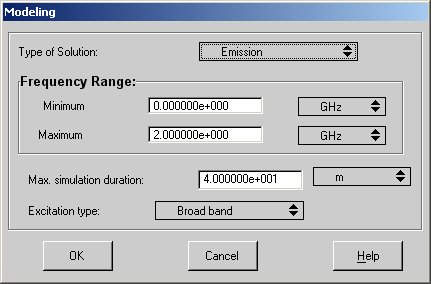 Modeling
Type of Solution: Emission
Frequency Range:
Minimum 0.000000e+000 GHz
Maximum 2.000000e+000 GHz
Max. simulation duration: 4.000000e+001 m
Excitation type: Broad band
OK Cancel Help